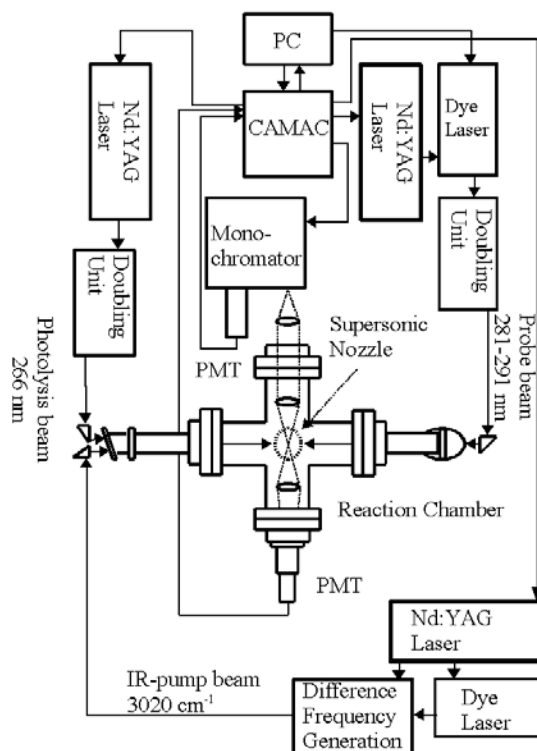 PC
Nd:YAG
Laser
CAMAC
Nd:YAG
Laser
Dye
Laser
Mono-
chromator
Doubling
Unit
Doubling
Unit
Photolysis beam
266 nm
PMT
Supersonic
Nozzle
Probe beam
281-291 nm
Reaction Chamber
PMT
Nd:YAG
Laser
IR-pump beam
3020 cm⁻¹
Difference
Frequency
Generation
Dye
Laser